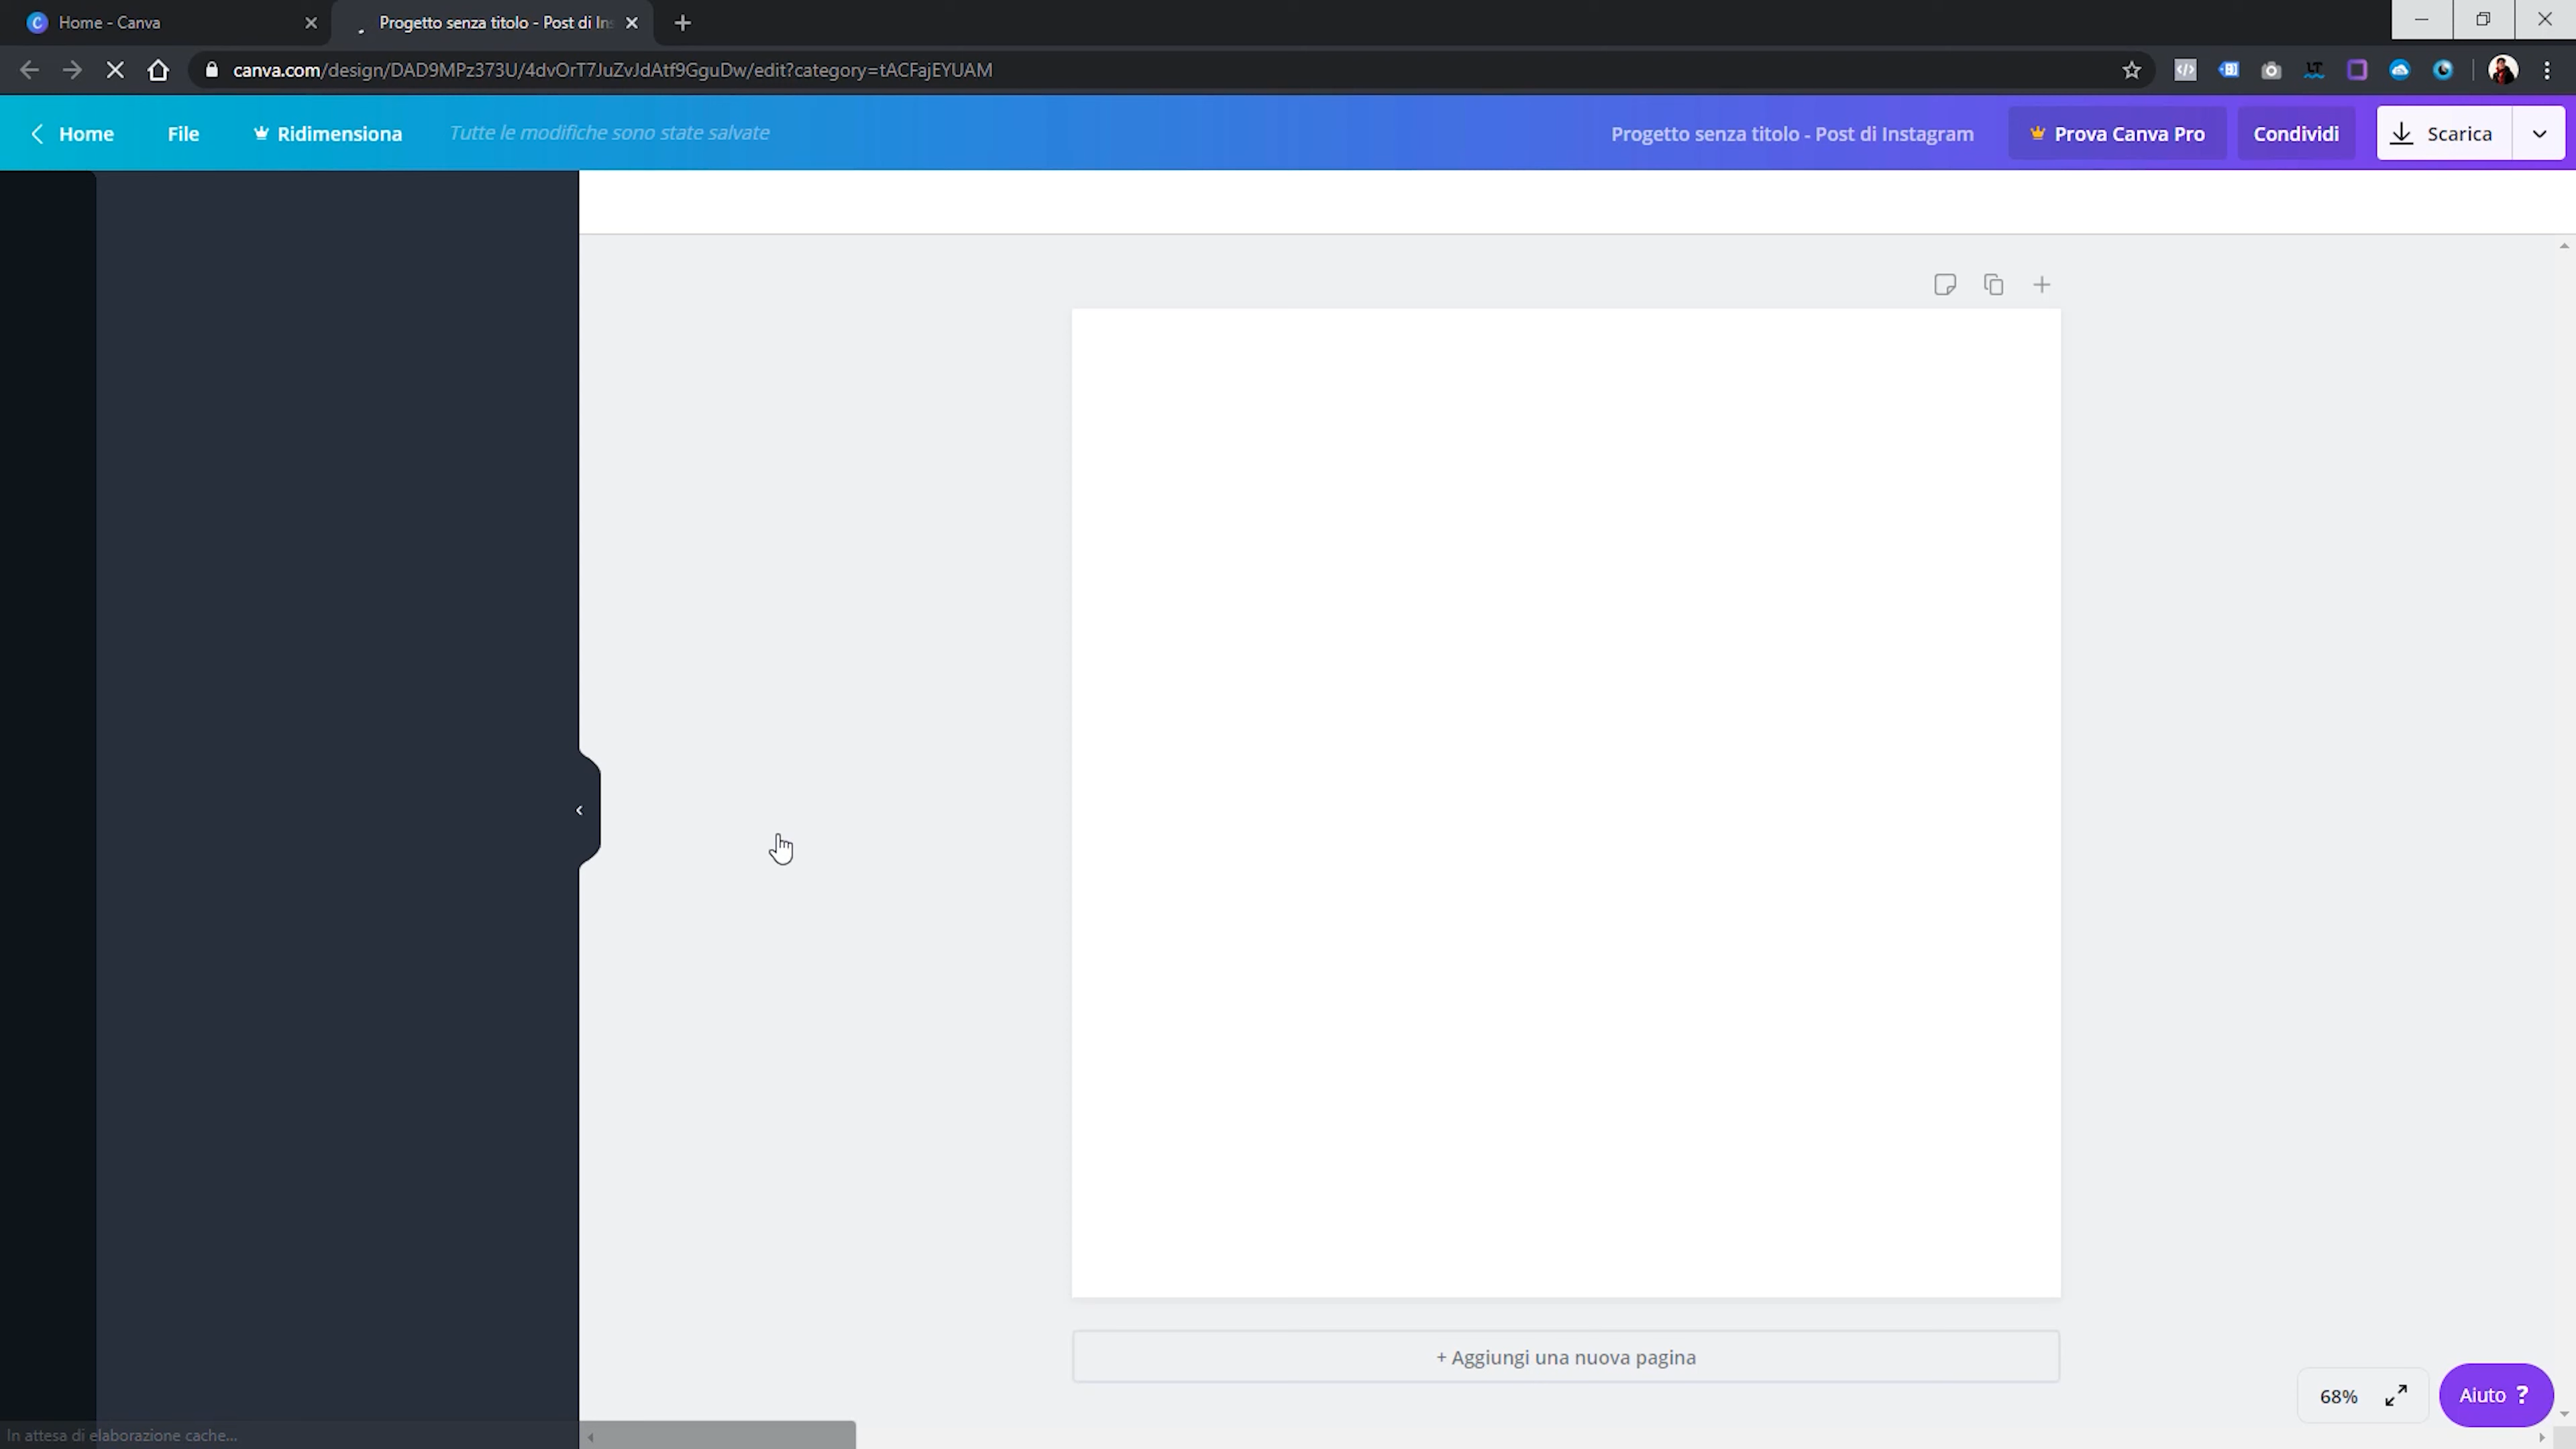 Home - Canva
Progetto senza titolo - Post di Ins
canva.com/design/DAD9MPz373U/4dvOrT7JuZvJdAtf9GguDw/edit?category=tACFajEYUAM
Home
File
Ridimensiona
Tutte le modifiche sono state salvate
Progetto senza titolo - Post di Instagram
Prova Canva Pro
Condividi
Scarica
+ Aggiungi una nuova pagina
68%
Aiuto ?
In attesa di elaborazione cache...